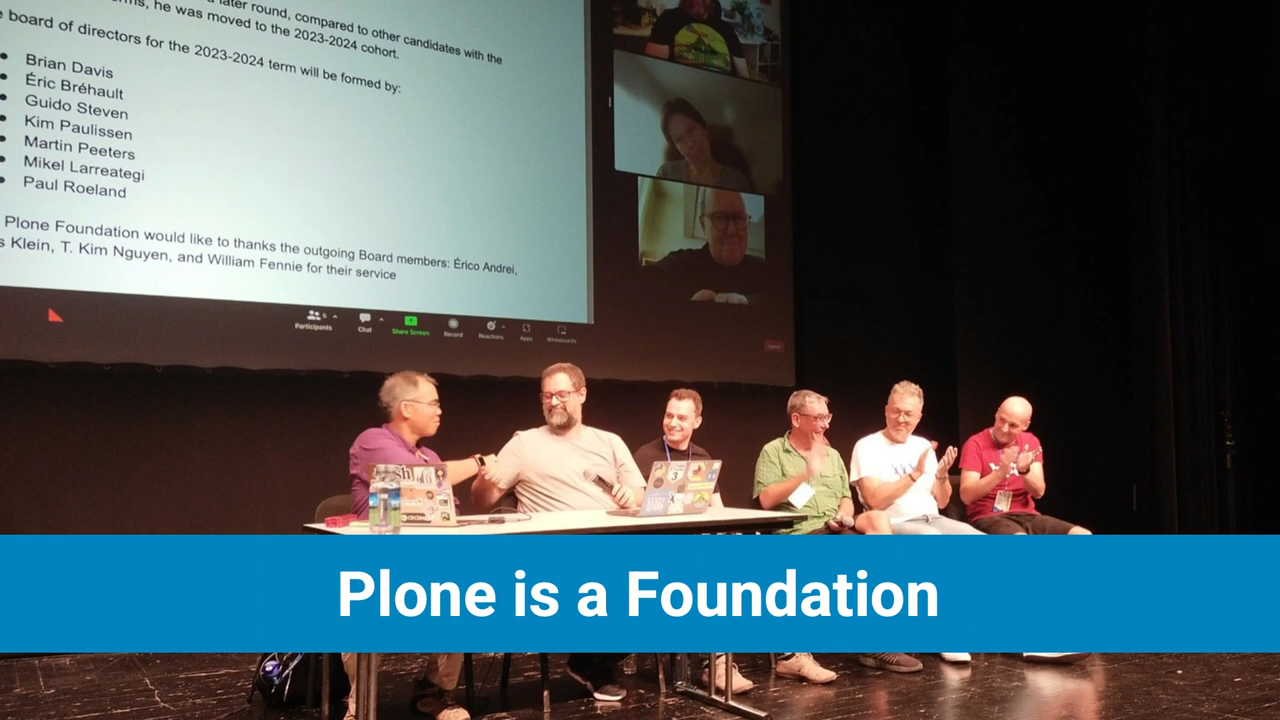 later round, compared to other candidates with the
he was moved to the 2023-2024 cohort.
board of directors for the 2023-2024 term will be formed by:
• Brian Davis
• Éric Bréhault
• Guido Steven
• Kim Paulissen
• Martin Peeters
• Mikel Larreategi
• Paul Roeland
Plone Foundation would like to thanks the outgoing Board members: Érico Andrei,
s Klein, T. Kim Nguyen, and William Fennie for their service
5
Participants
Chat
Share Screen
Record
Reactions
Apps
Whiteboards
Leave
3
Plone is a Foundation